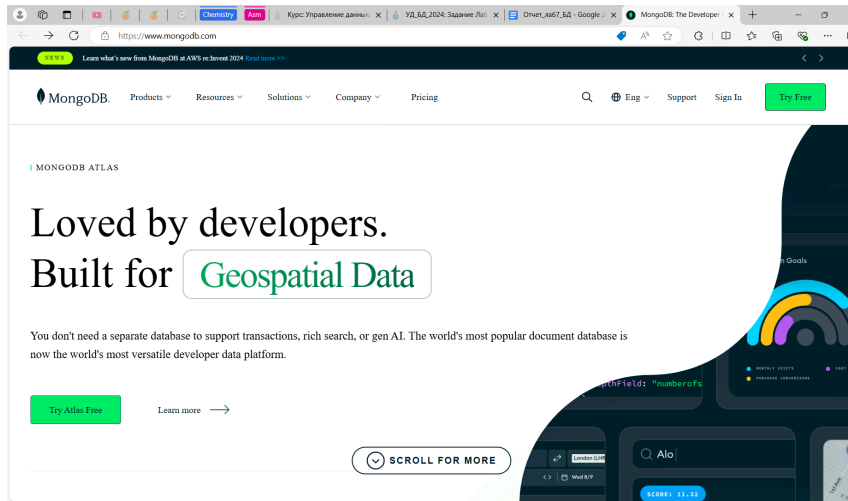 Chemistry
Asm
Курс: Управление данны
УД_БД_2024: Задание Лаб
Отчет_лаб7_БД - Google Д
MongoDB: The Developer
https://www.mongodb.com
NEWS
Learn what's new from MongoDB at AWS re:Invent 2024 Read more >>
MongoDB.
Products
Resources
Solutions
Company
Pricing
Eng
Support
Sign In
Try Free
MONGODB ATLAS
Loved by developers.
Built for Geospatial Data
You don't need a separate database to support transactions, rich search, or gen AI. The world's most popular document database is
now the world's most versatile developer data platform.
Try Atlas Free
Learn more
SCROLL FOR MORE
n Goals
MONTHLY VISITS
CART
PURCHASE CONVERSIONS
pthField: "numberofs
London (LHR
Wed 8/9
Alo
SCORE: 11.32